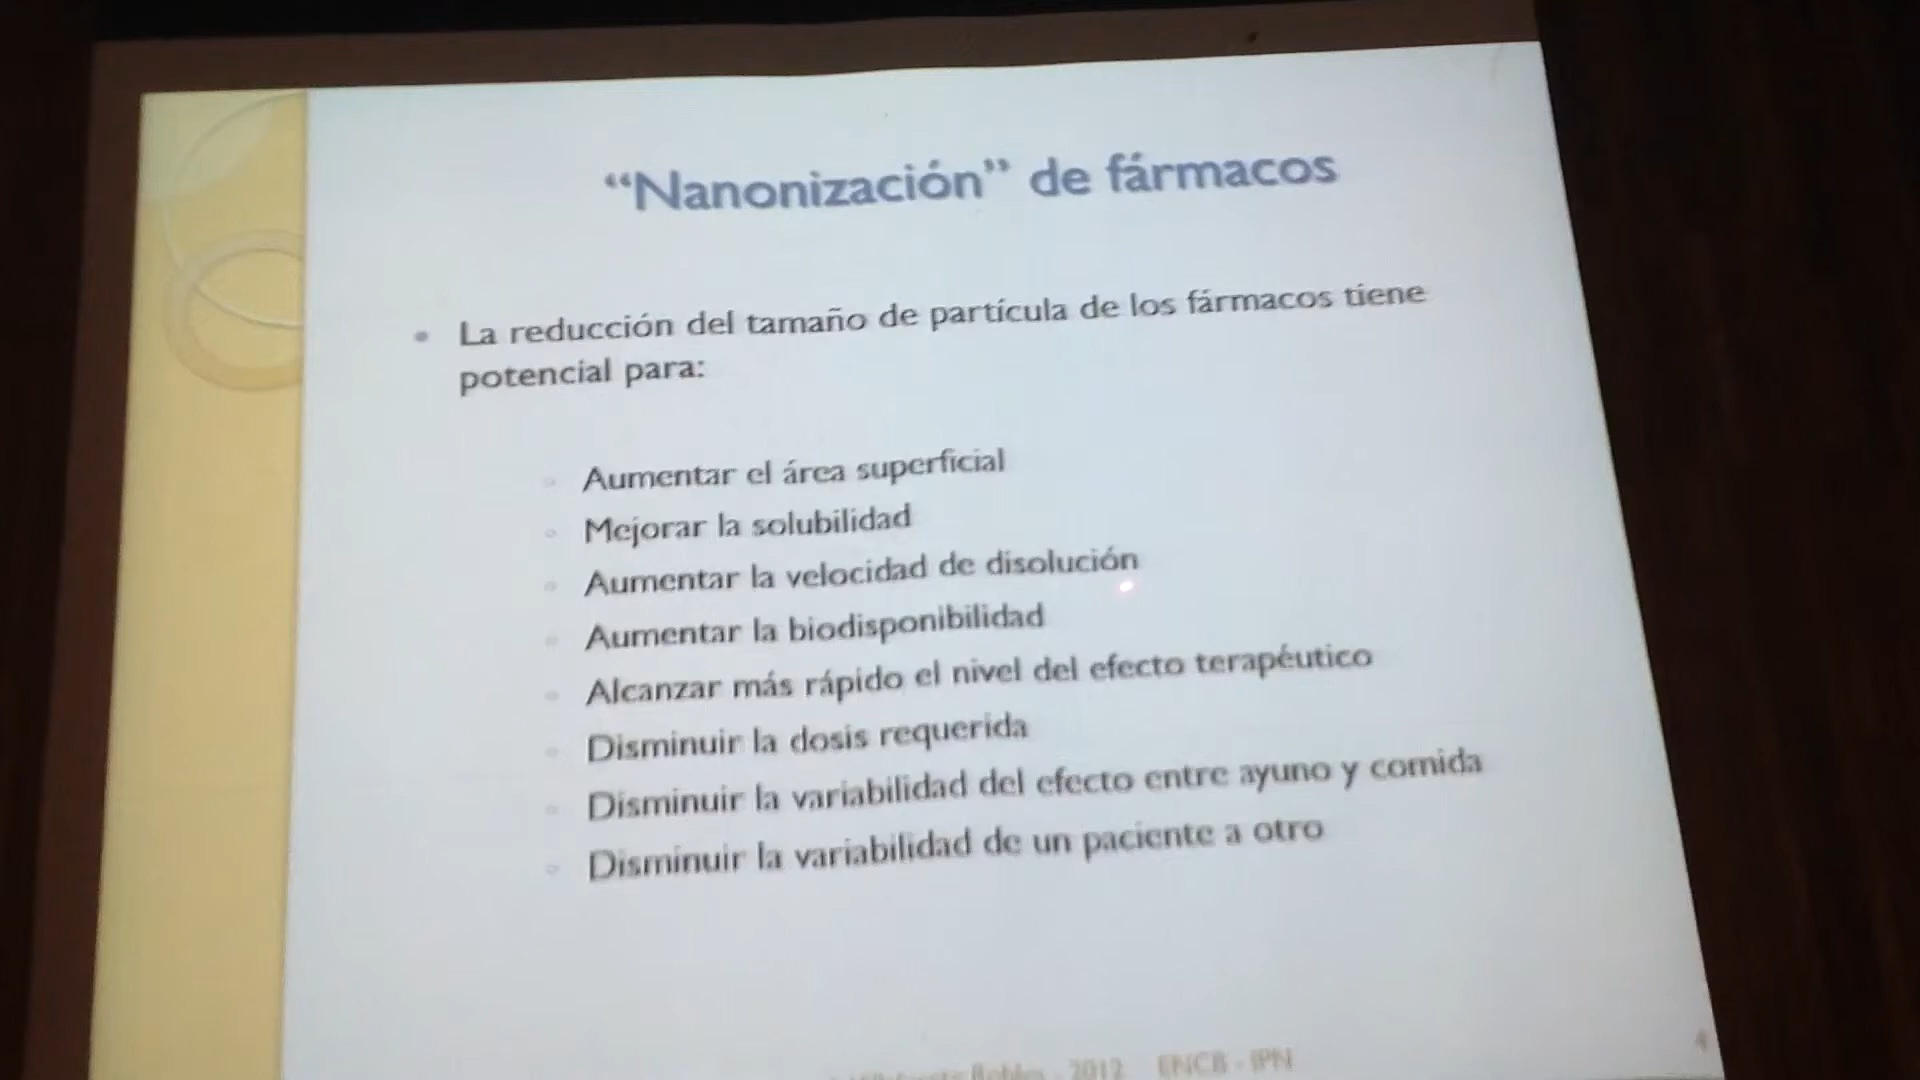 “Nanonización” de fármacos
La reducción del tamaño de partícula de los fármacos tiene
potencial para:
Aumentar el área superficial
Mejorar la solubilidad
Aumentar la velocidad de disolución
Aumentar la biodisponibilidad
Alcanzar más rápido el nivel del efecto terapéutico
Disminuir la dosis requerida
Disminuir la variabilidad del efecto entre ayuno y comida
Disminuir la variabilidad de un paciente a otro
Robles - 2012 ENCB - IPN
4